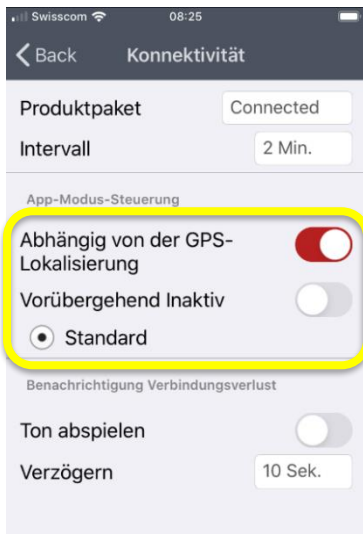 Swisscom 08:25
Back Konnektivität
Produktpaket Connected
Intervall 2 Min.
App-Modus-Steuerung
Abhängig von der GPS-
Lokalisierung
Vorübergehend Inaktiv
Standard
Benachrichtigung Verbindungsverlust
Ton abspielen
Verzögern 10 Sek.